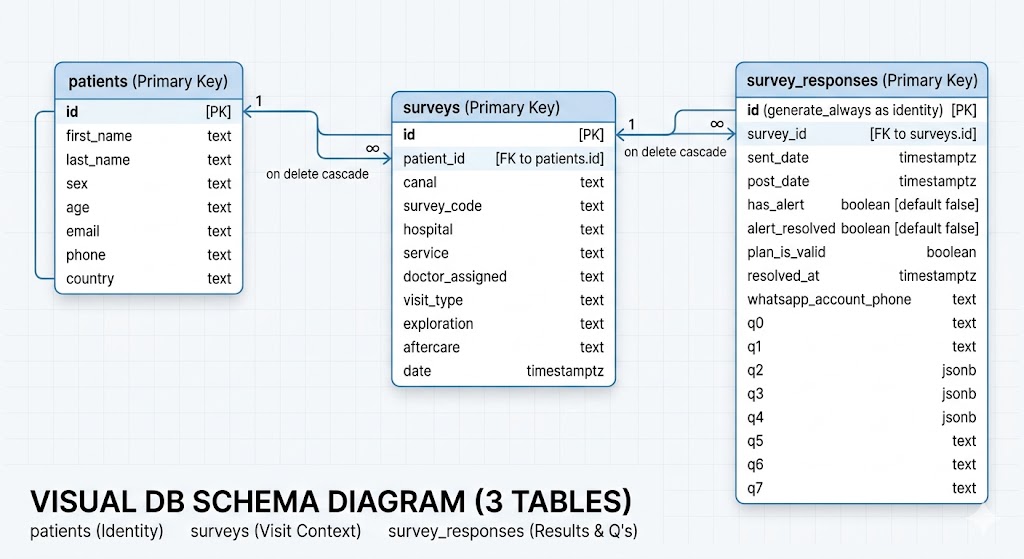 patients (Primary Key)
id [PK]
first_name text
last_name text
sex text
age text
email text
phone text
country text
1
∞
on delete cascade
surveys (Primary Key)
id [PK]
patient_id [FK to patients.id]
canal text
survey_code text
hospital text
service text
doctor_assigned text
visit_type text
exploration text
aftercare text
date timestamptz
1
∞
on delete cascade
survey_responses (Primary Key)
id (generate_always as identity) [PK]
survey_id [FK to surveys.id]
sent_date timestamptz
post_date timestamptz
has_alert boolean [default false]
alert_resolved boolean [default false]
plan_is_valid boolean
resolved_at timestamptz
whatsapp_account_phone text
q0 text
q1 text
q2 jsonb
q3 jsonb
q4 jsonb
q5 text
q6 text
q7 text
VISUAL DB SCHEMA DIAGRAM (3 TABLES)
patients (Identity) surveys (Visit Context) survey_responses (Results & Q's)